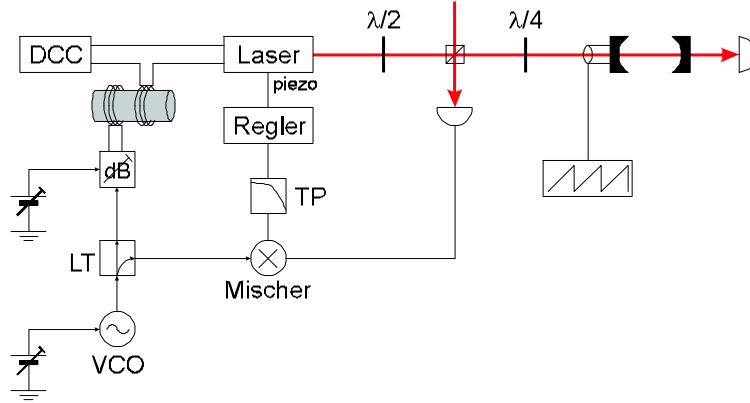 λ/2
λ/4
DCC
Laser
piezo
Regler
dB
TP
LT
Mischer
VCO